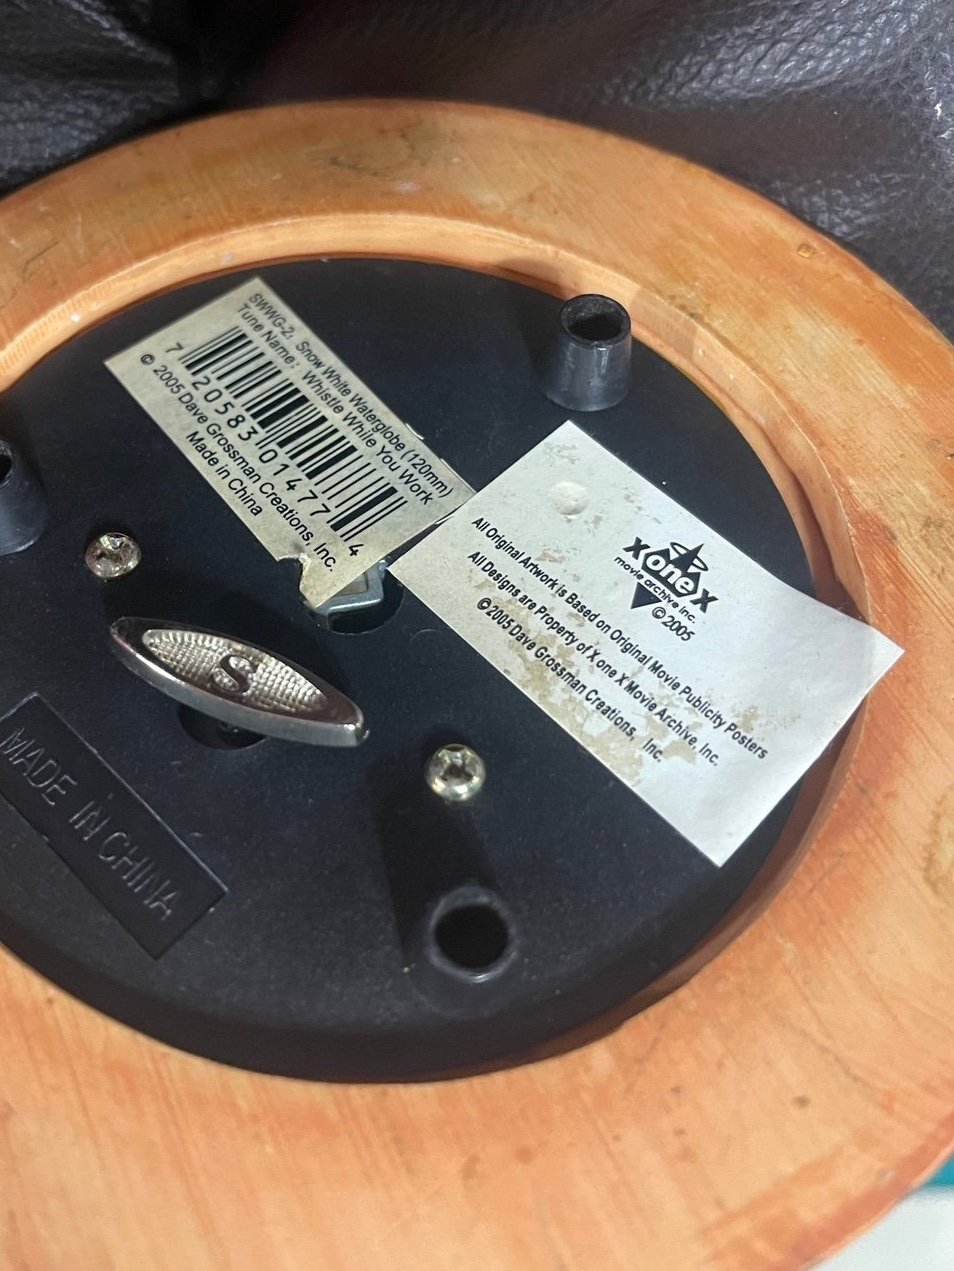 SWWG-2: Snow White Waterglobe (120mm)
Tune Name: Whistle While You Work
7 20583 01477 4
© 2005 Dave Grossman Creations, Inc.
Made in China
x one x
movie archive inc.
© 2005
All Original Artwork is Based on Original Movie Publicity Posters
All Designs are Property of X one X Movie Archive, Inc.
© 2005 Dave Grossman Creations, Inc.
S
MADE IN CHINA